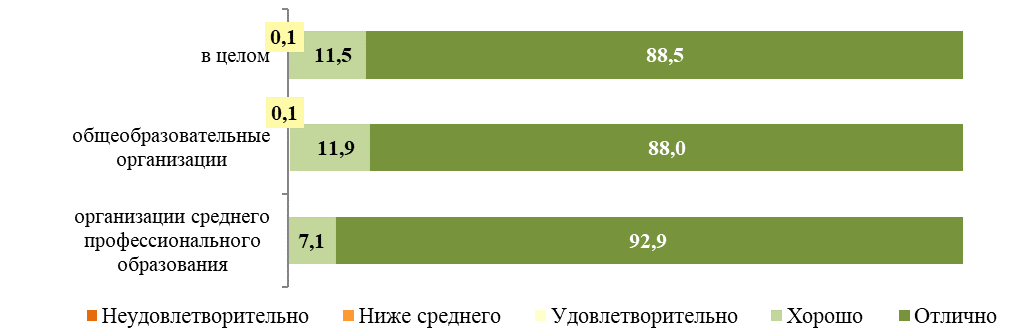 0,1
в целом 11,5 88,5
0,1
общеобразовательные
организации
11,9 88,0
организации среднего
профессионального
образования
7,1 92,9
Неудовлетворительно Ниже среднего Удовлетворительно Хорошо Отлично